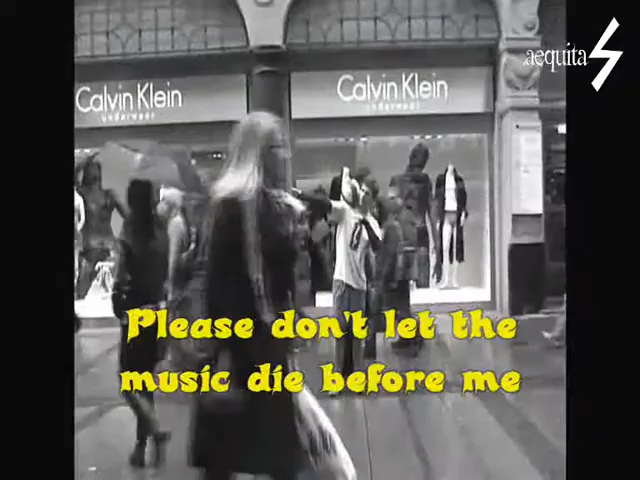 aequita
Calvin Klein
underwear
Calvin Klein
underwear
Please don't let the
music die before me